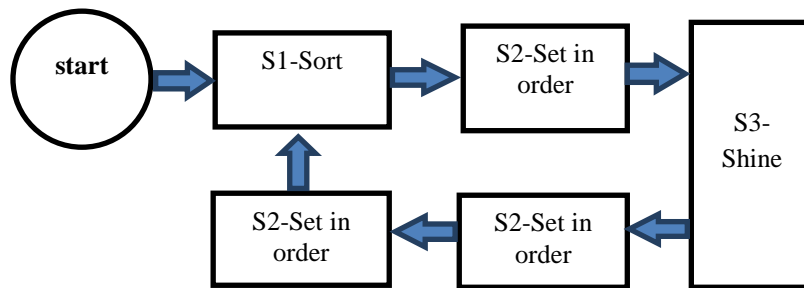 start
S1-Sort
S2-Set in
order
S3-
Shine
S2-Set in
order
S2-Set in
order